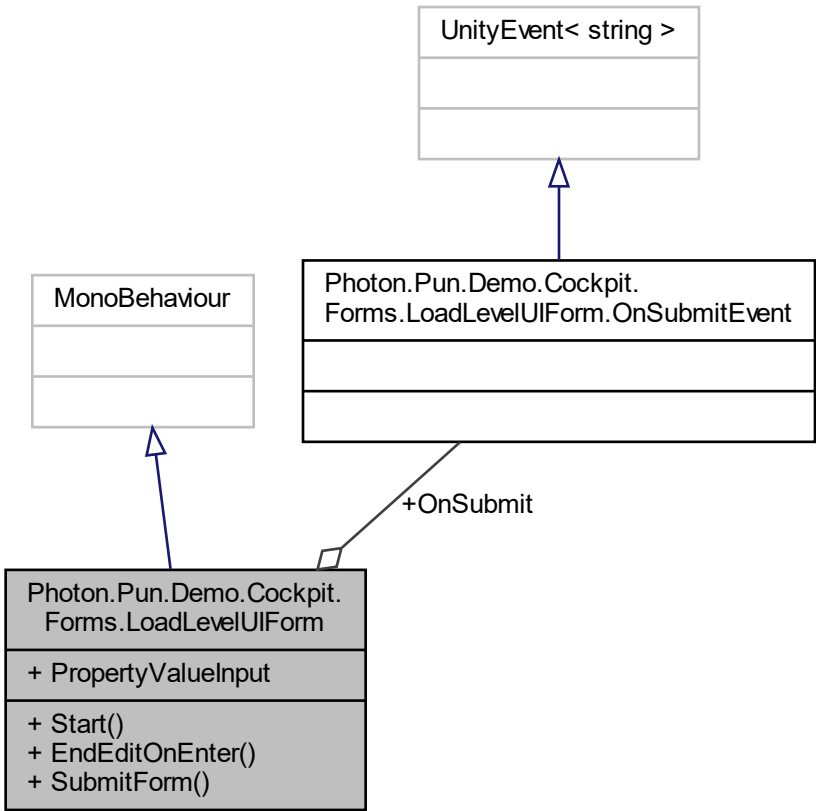 UnityEvent< string >
MonoBehaviour
Photon.Pun.Demo.Cockpit.
Forms.LoadLevelUIForm.OnSubmitEvent
+OnSubmit
Photon.Pun.Demo.Cockpit.
Forms.LoadLevelUIForm
+ PropertyValueInput
+ Start()
+ EndEditOnEnter()
+ SubmitForm()